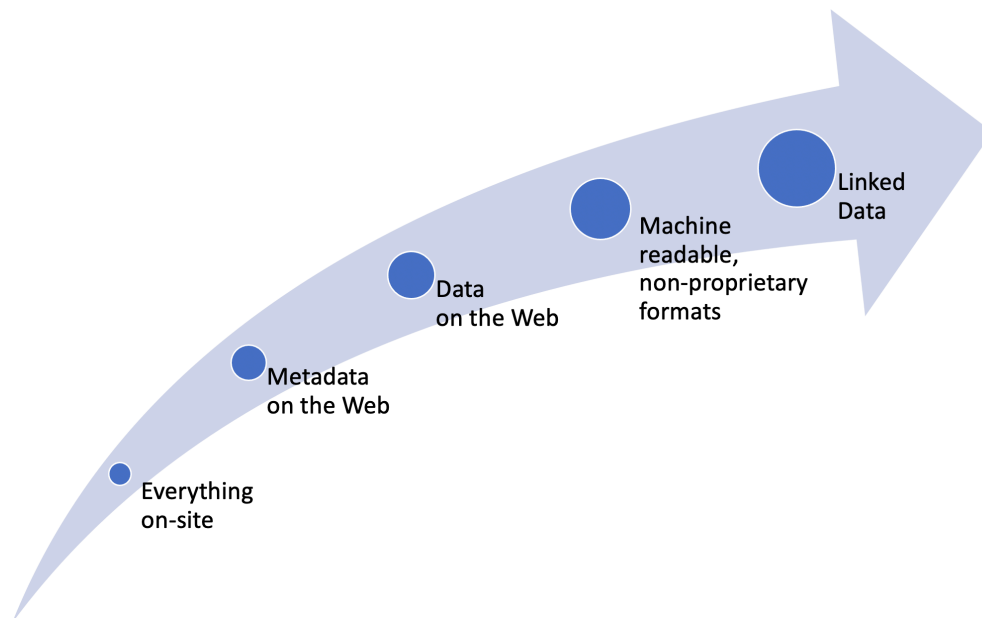 Everything
on-site
Metadata
on the Web
Data
on the Web
Machine
readable,
non-proprietary
formats
Linked
Data